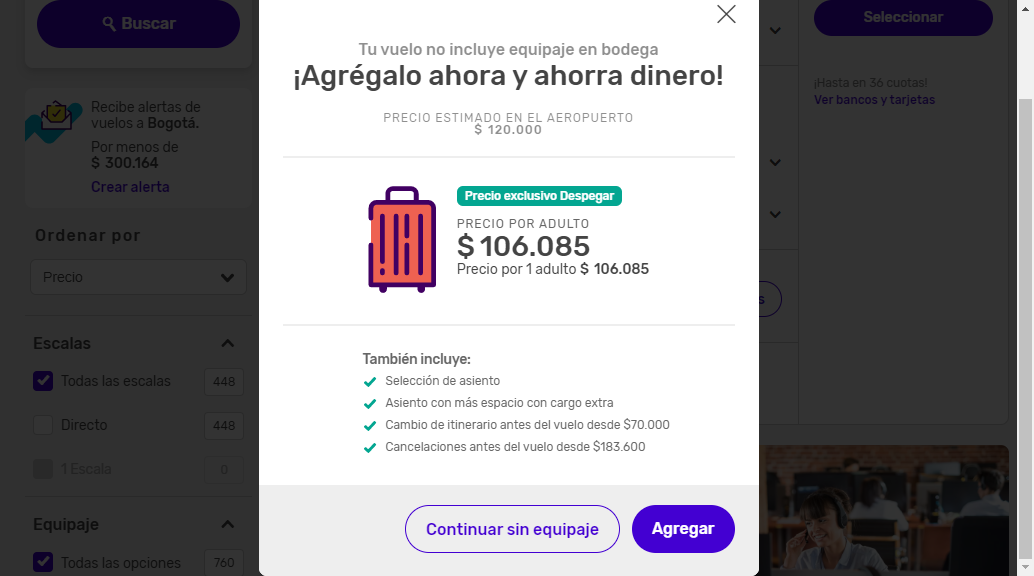 Buscar
Recibe alertas de
vuelos a Bogotá.
Por menos de
$ 300.164
Crear alerta
Ordenar por
Precio
Escalas
Todas las escalas 448
Directo 448
1 Escala 0
Equipaje
Todas las opciones 760
Tu vuelo no incluye equipaje en bodega
¡Agrégalo ahora y ahorra dinero!
PRECIO ESTIMADO EN EL AEROPUERTO
$ 120.000
Precio exclusivo Despegar
PRECIO POR ADULTO
$ 106.085
Precio por 1 adulto $ 106.085
También incluye:
Selección de asiento
Asiento con más espacio con cargo extra
Cambio de itinerario antes del vuelo desde $70.000
Cancelaciones antes del vuelo desde $183.600
Continuar sin equipaje
Agregar
Seleccionar
¡Hasta en 36 cuotas!
Ver bancos y tarjetas